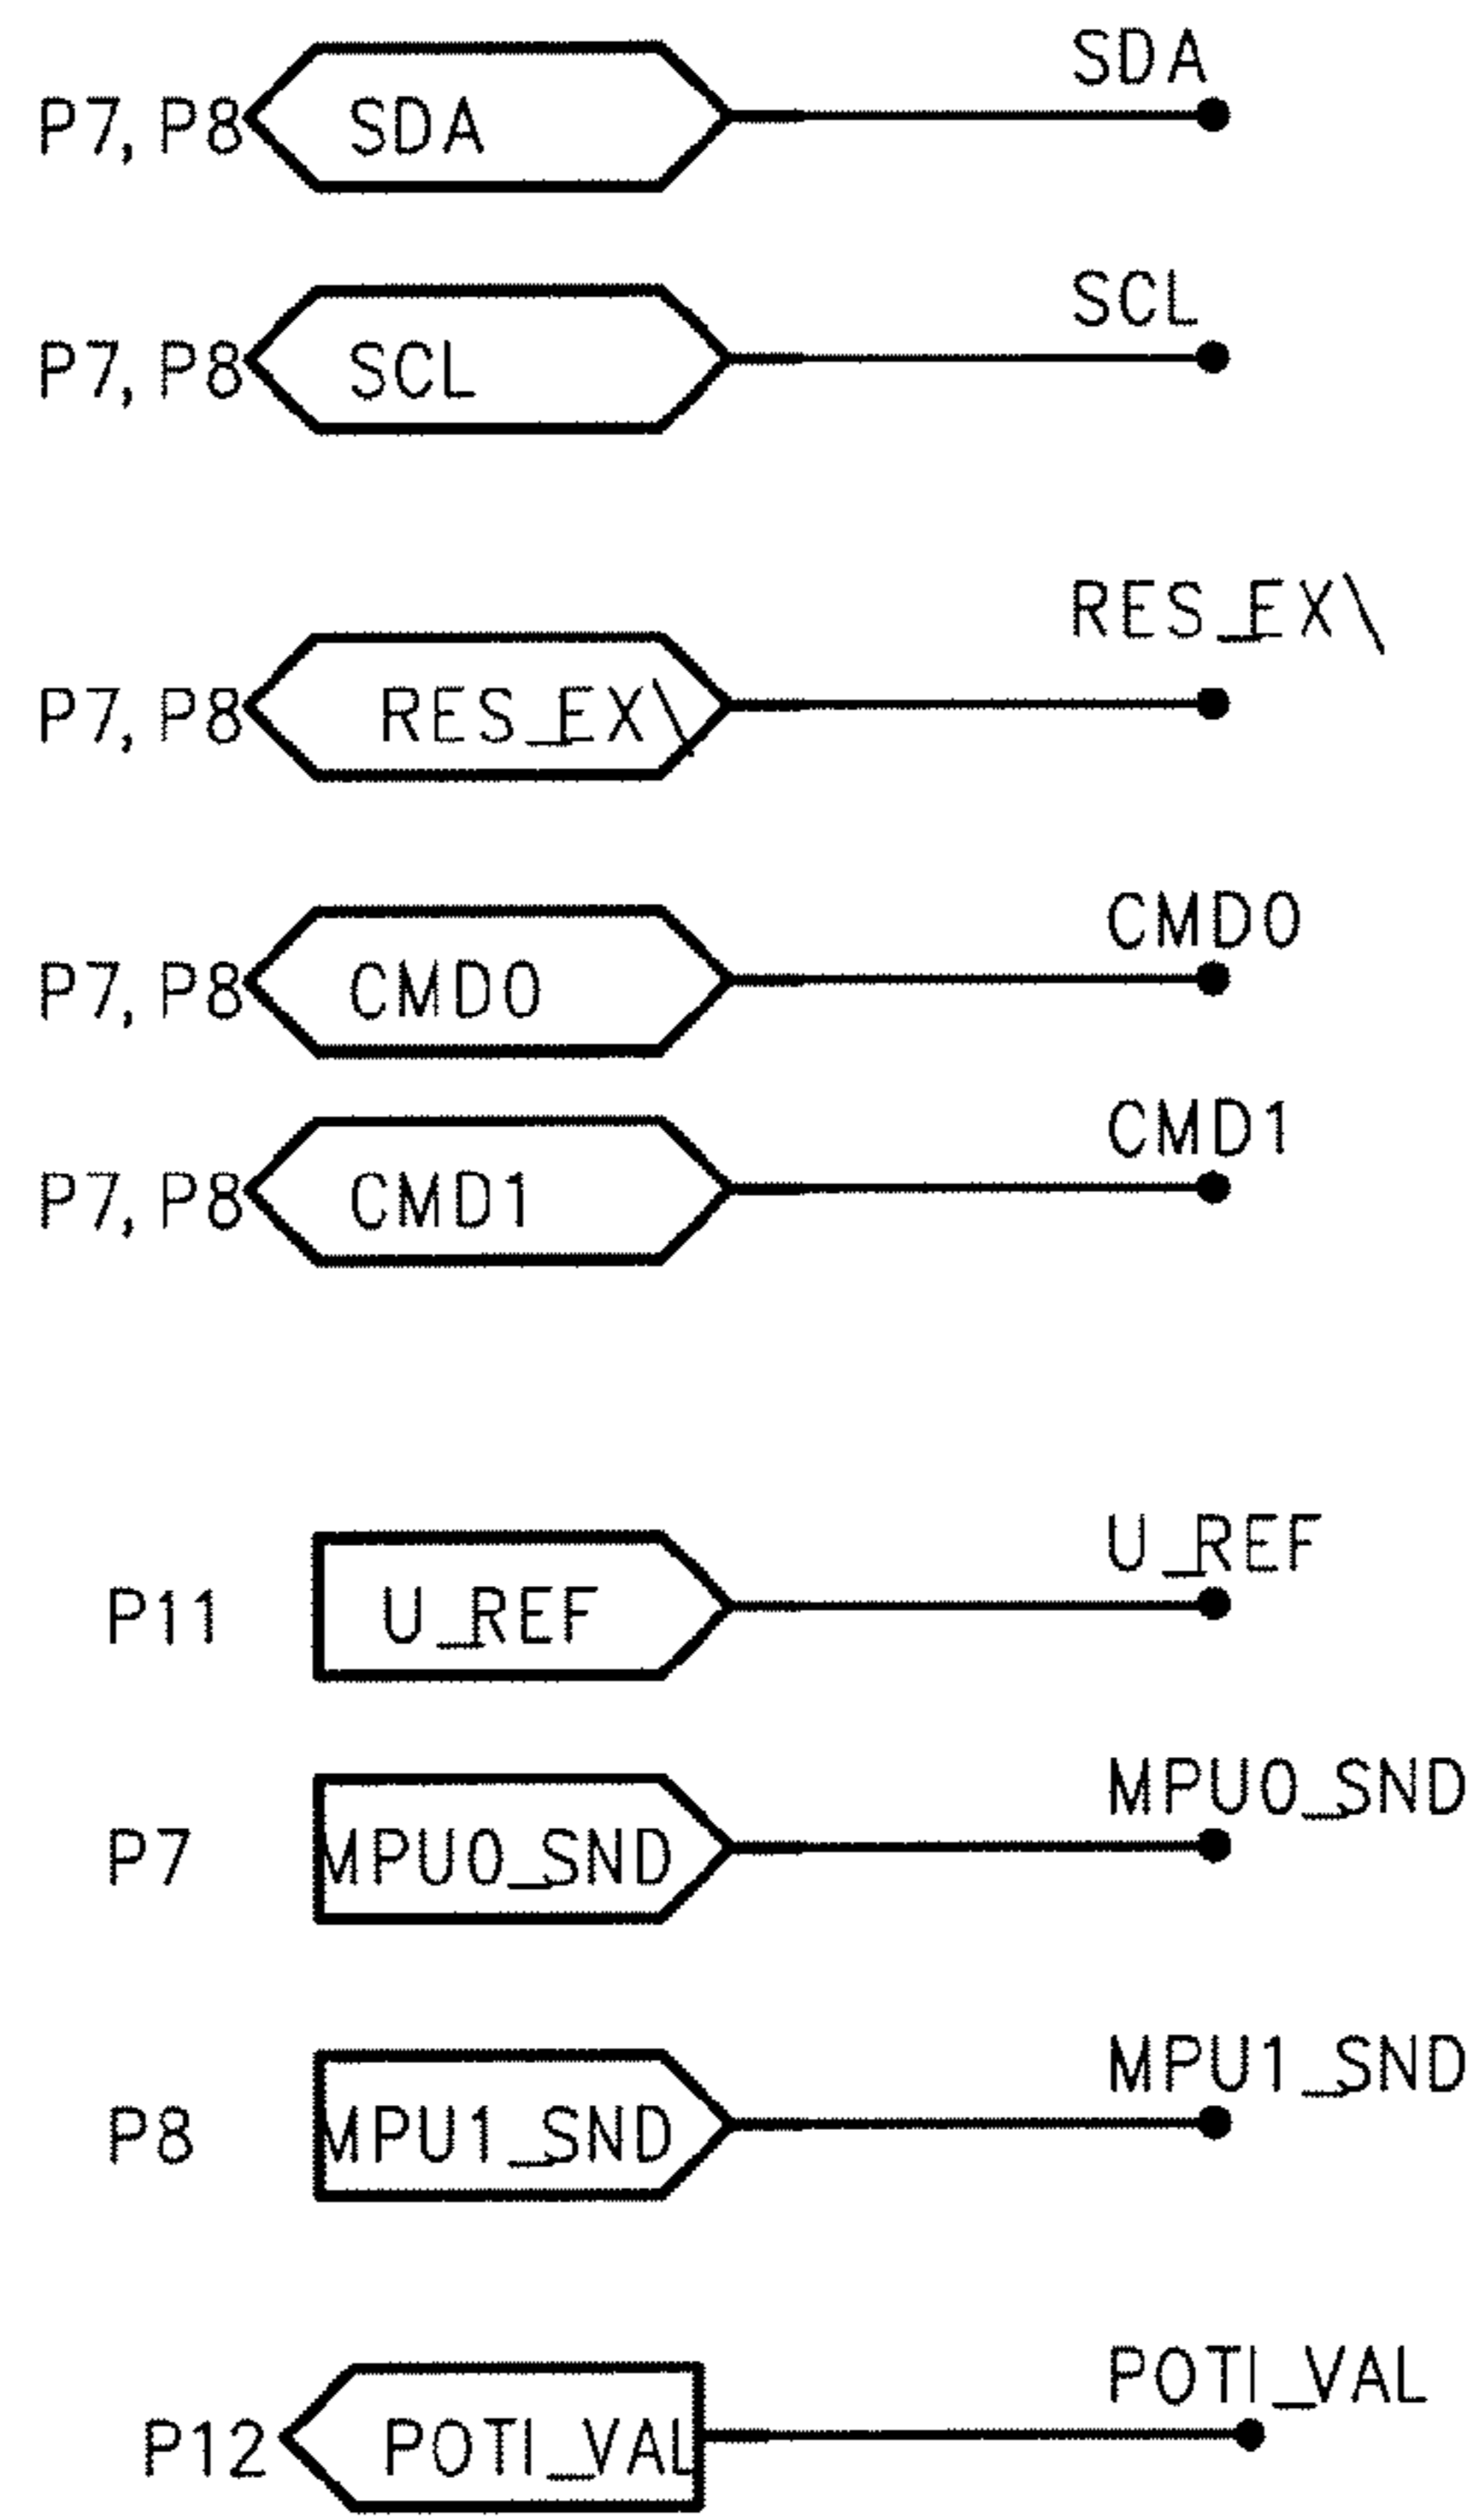 SDA
P7,P8 SDA
SCL
P7,P8 SCL
RES_EX\
P7,P8 RES_EX\
CMD0
P7,P8 CMD0
CMD1
P7,P8 CMD1
U_REF
P11 U_REF
MPU0_SND
P7 MPU0_SND
MPU1_SND
P8 MPU1_SND
POTI_VAL
P12 POTI_VAL